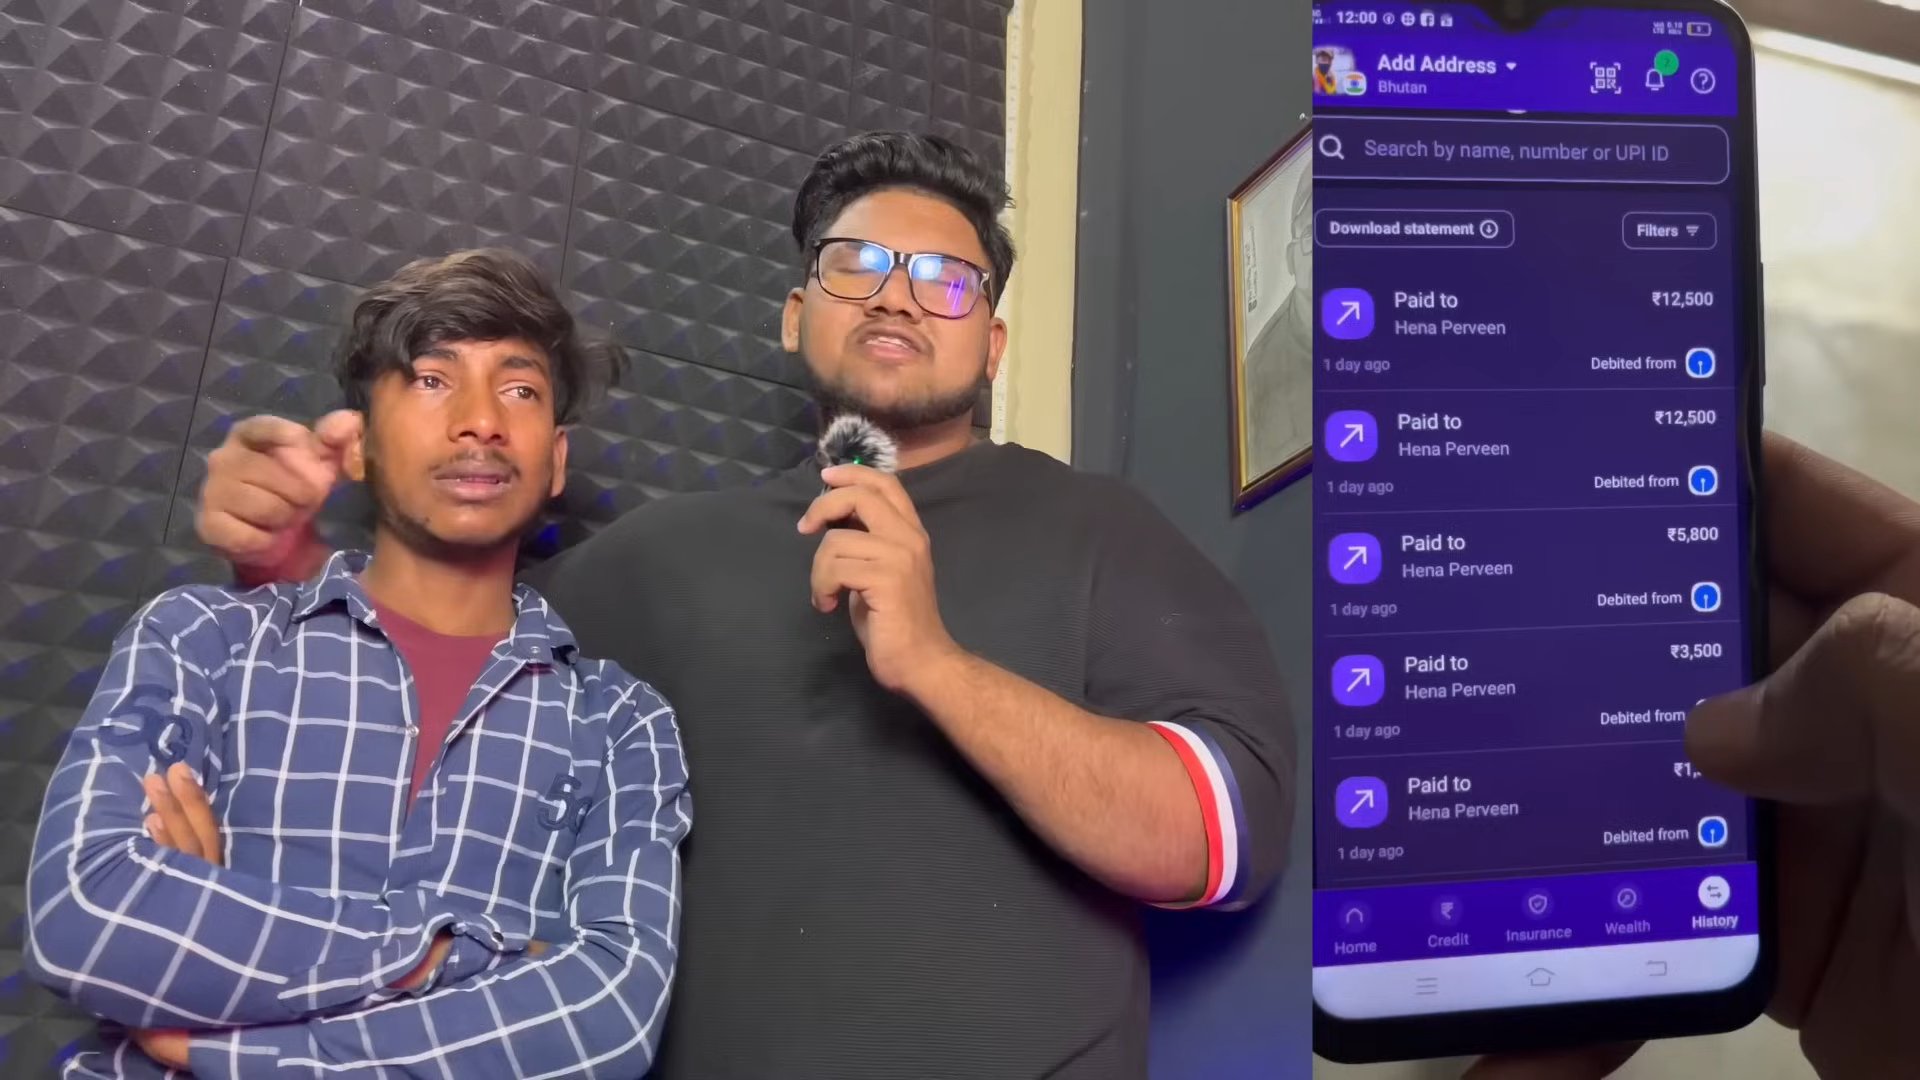 12:00
Add Address
Bhutan
Search by name, number or UPI ID
Download statement
Filters
Paid to
₹12,500
Hena Perveen
1 day ago
Debited from
Paid to
₹12,500
Hena Perveen
1 day ago
Debited from
Paid to
₹5,800
Hena Perveen
1 day ago
Debited from
Paid to
₹3,500
Hena Perveen
1 day ago
Debited from
Paid to
₹1,
Hena Perveen
1 day ago
Debited from
Home
Credit
Insurance
Wealth
History